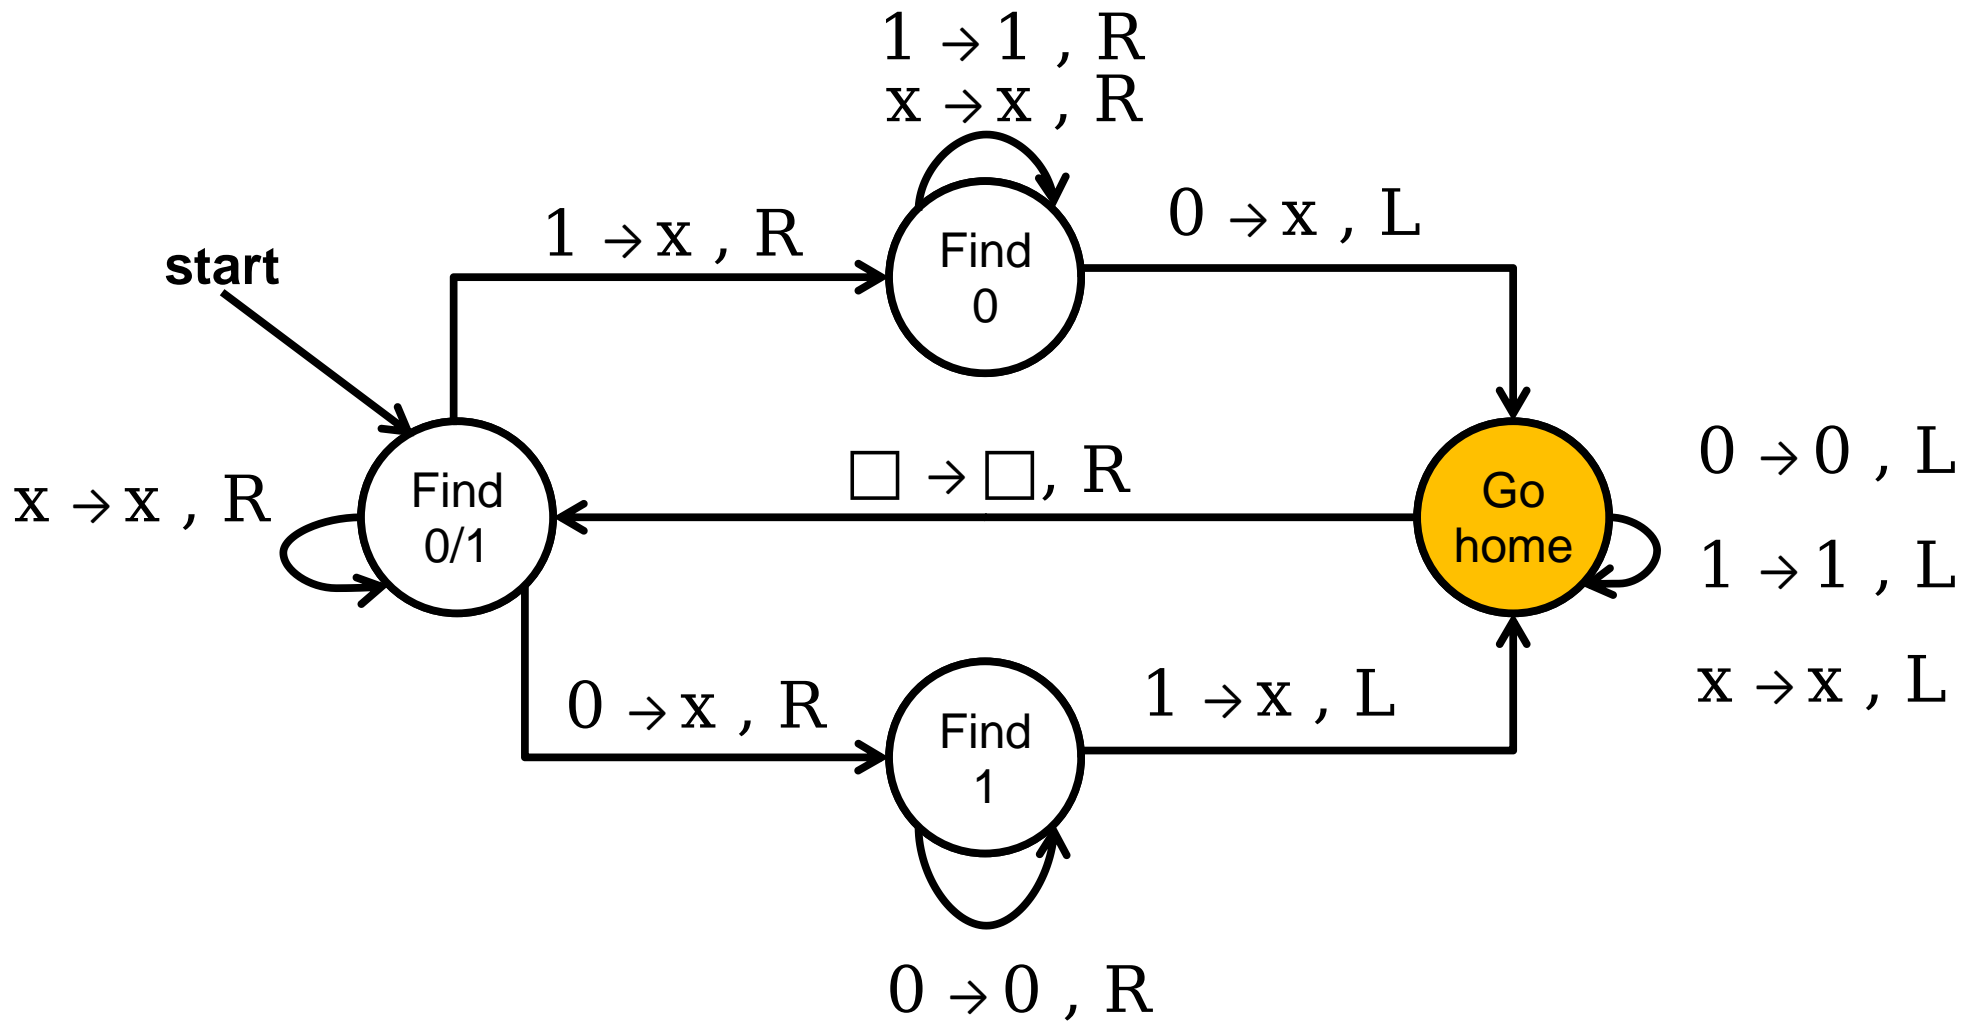 1 → 1 , R
x → x , R
1 → x , R
0 → x , L
start
Find
0
x → x , R
Find
0/1
□ → □, R
Go
home
0 → 0 , L
1 → 1 , L
x → x , L
0 → x , R
Find
1
1 → x , L
0 → 0 , R